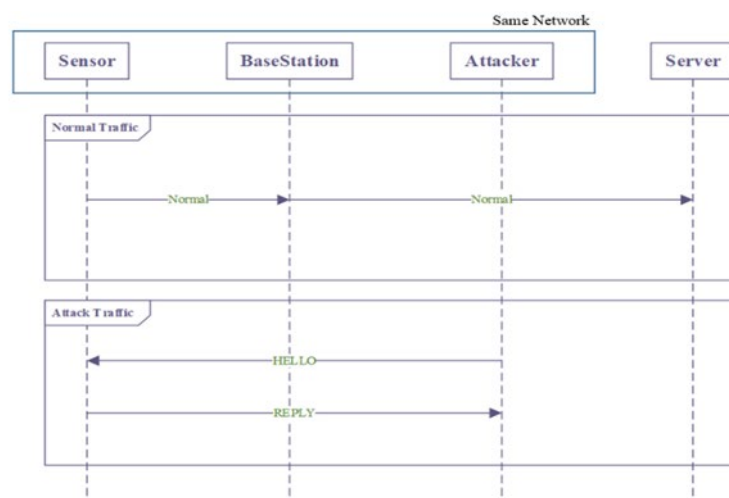 Same Network
Sensor
BaseStation
Attacker
Server
Normal Traffic
Normal
Normal
Attack Traffic
HELLO
REPLY